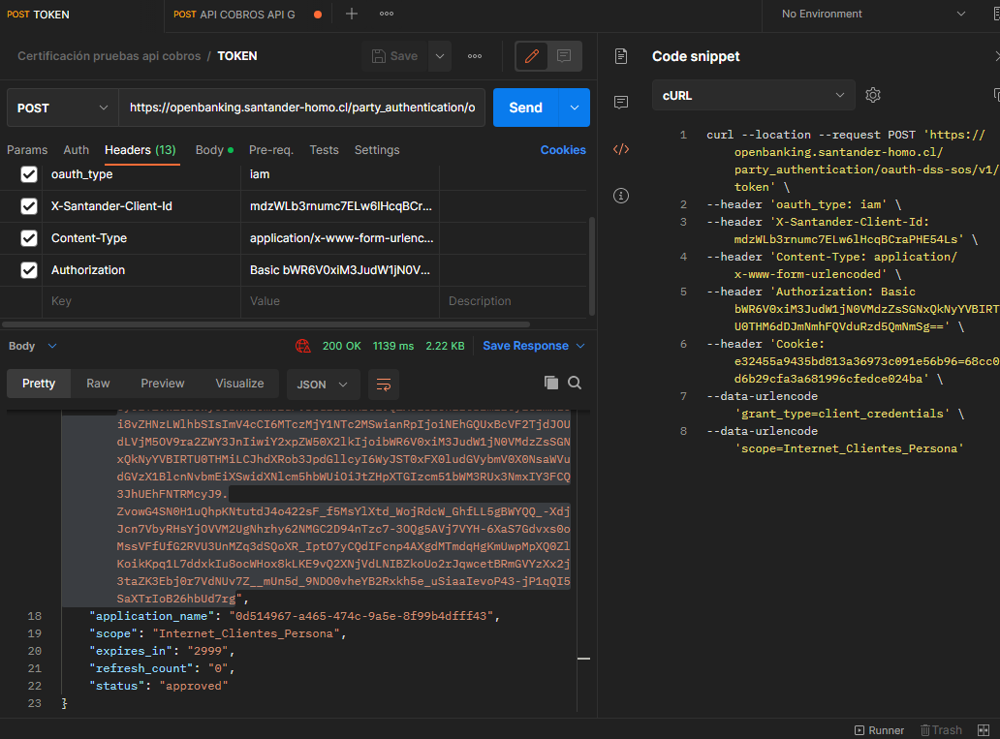 POST TOKEN
POST API COBROS API G
No Environment
Certificación pruebas api cobros / TOKEN
Save
POST
https://openbanking.santander-homo.cl/party_authentication/o
Send
Params
Auth
Headers (13)
Body
Pre-req.
Tests
Settings
Cookies
oauth_type
iam
X-Santander-Client-Id
mdzWLb3rnumc7ELw6lHcqBCr...
Content-Type
application/x-www-form-urlenc...
Authorization
Basic bWR6V0xiM3JudW1jN0V...
Key
Value
Description
Body
200 OK
1139 ms
2.22 KB
Save Response
Pretty
Raw
Preview
Visualize
JSON
i8vZHNzLWlhbSIsImV4cCI6MTczMjY1NTc2MSwianRpIjoiNEhGQUxBcVF2TjdJOU
dLVjM5OV9ra2ZWY3JnIiwiY2xpZW50X2lkIjoibWR6V0xiM3JudW1jN0VMdzZsSGN
xQkNyYVBIRTU0THMiLCJhdXRob3JpdGllcyI6WyJST0xFX0ludGVybmV0X0NsaWVu
dGVzX1BlcnNvbmEiXSwidXNlcm5hbWUiOiJtZHpXTGIzcm51bWM3RUx3NmxIY3FCQ
3JhUEhFNTRMcyJ9.
ZvowG4SN0H1uQhpKNtutdJ4o422sF_f5MsYlXtd_WojRdcW_GhfLL5gBWYQQ_-Xdj
Jcn7VbyRHsYjOVVM2UgNhrhy62NMGC2D94nTzc7-3OQg5AVj7VYH-6XaS7Gdvxs0o
MssVFfUfG2RVU3UnMZq3dSQoXR_IptO7yCQdIFcnp4AXgdMTmdqHgKmUwpMpXQ0Zl
KoikKpq1L7ddxkIu8ocWHox8kLKE9vQ2XNjVdLNIBZkoUo2rJqwcetBRmGVYzXx2j
3taZK3Ebj0r7VdNUv7Z__mUn5d_9NDO0vheYB2Rxkh5e_uSiaaIevoP43-jP1qQI5
SaXTrIoB26hbUd7rg",
18 "application_name": "0d514967-a465-474c-9a5e-8f99b4dfff43",
19 "scope": "Internet_Clientes_Persona",
20 "expires_in": "2999",
21 "refresh_count": "0",
22 "status": "approved"
23 }
Code snippet
cURL
1 curl --location --request POST 'https://
openbanking.santander-homo.cl/
party_authentication/oauth-dss-sos/v1/
token' \
2 --header 'oauth_type: iam' \
3 --header 'X-Santander-Client-Id:
mdzWLb3rnumc7ELw6lHcqBCraPHE54Ls' \
4 --header 'Content-Type: application/
x-www-form-urlencoded' \
5 --header 'Authorization: Basic
bWR6V0xiM3JudW1jN0VMdzZsSGNxQkNyYVBIRT
U0THM6dDJmNmhFQVduRzd5QmNmSg==' \
6 --header 'Cookie:
e32455a9435bd813a36973c091e56b96=68cc0
d6b29cfa3a681996cfedce024ba' \
7 --data-urlencode
'grant_type=client_credentials' \
8 --data-urlencode
'scope=Internet_Clientes_Persona'
Runner
Trash